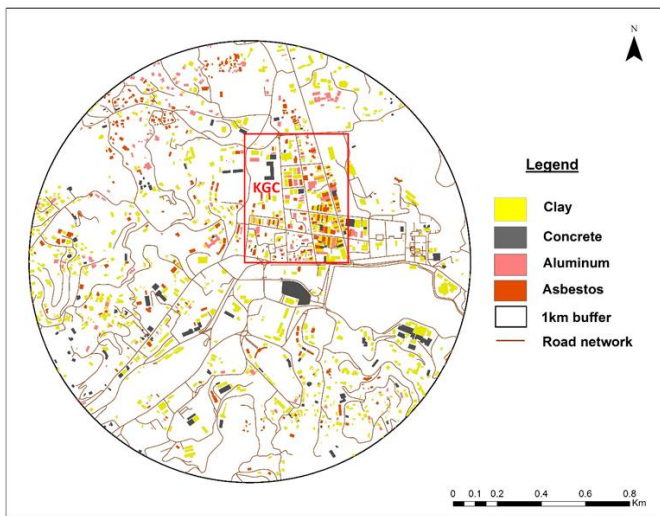 N
KGC
Legend
Clay
Concrete
Aluminum
Asbestos
1km buffer
Road network
0 0.1 0.2 0.4 0.6 0.8
Km